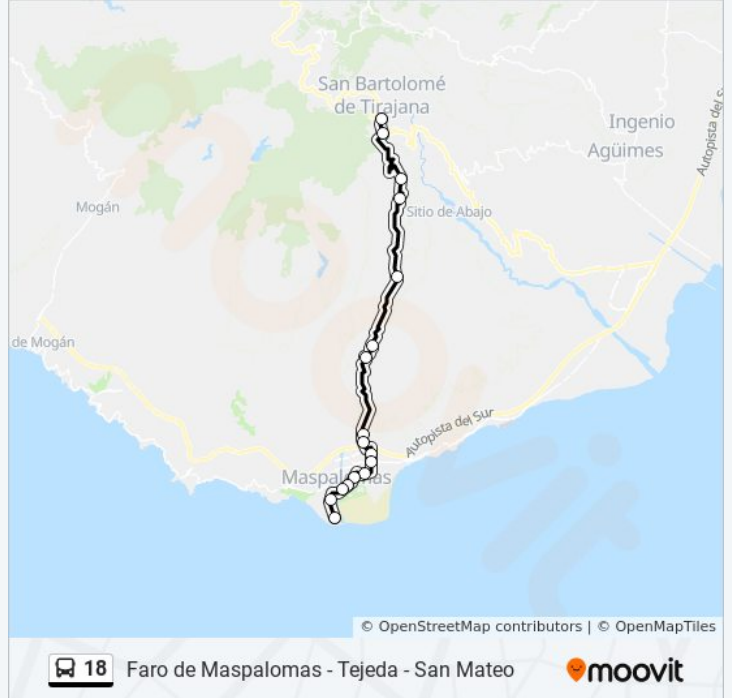 San Bartolomé
de Tirajana
Ingenio
Agüimes
Autopista del S
Mogán
Sitio de Abajo
de Mogán
Autopista del Sur
Maspalomas
moovit
© OpenStreetMap contributors | © OpenMapTiles
18 Faro de Maspalomas - Tejeda - San Mateo
moovit